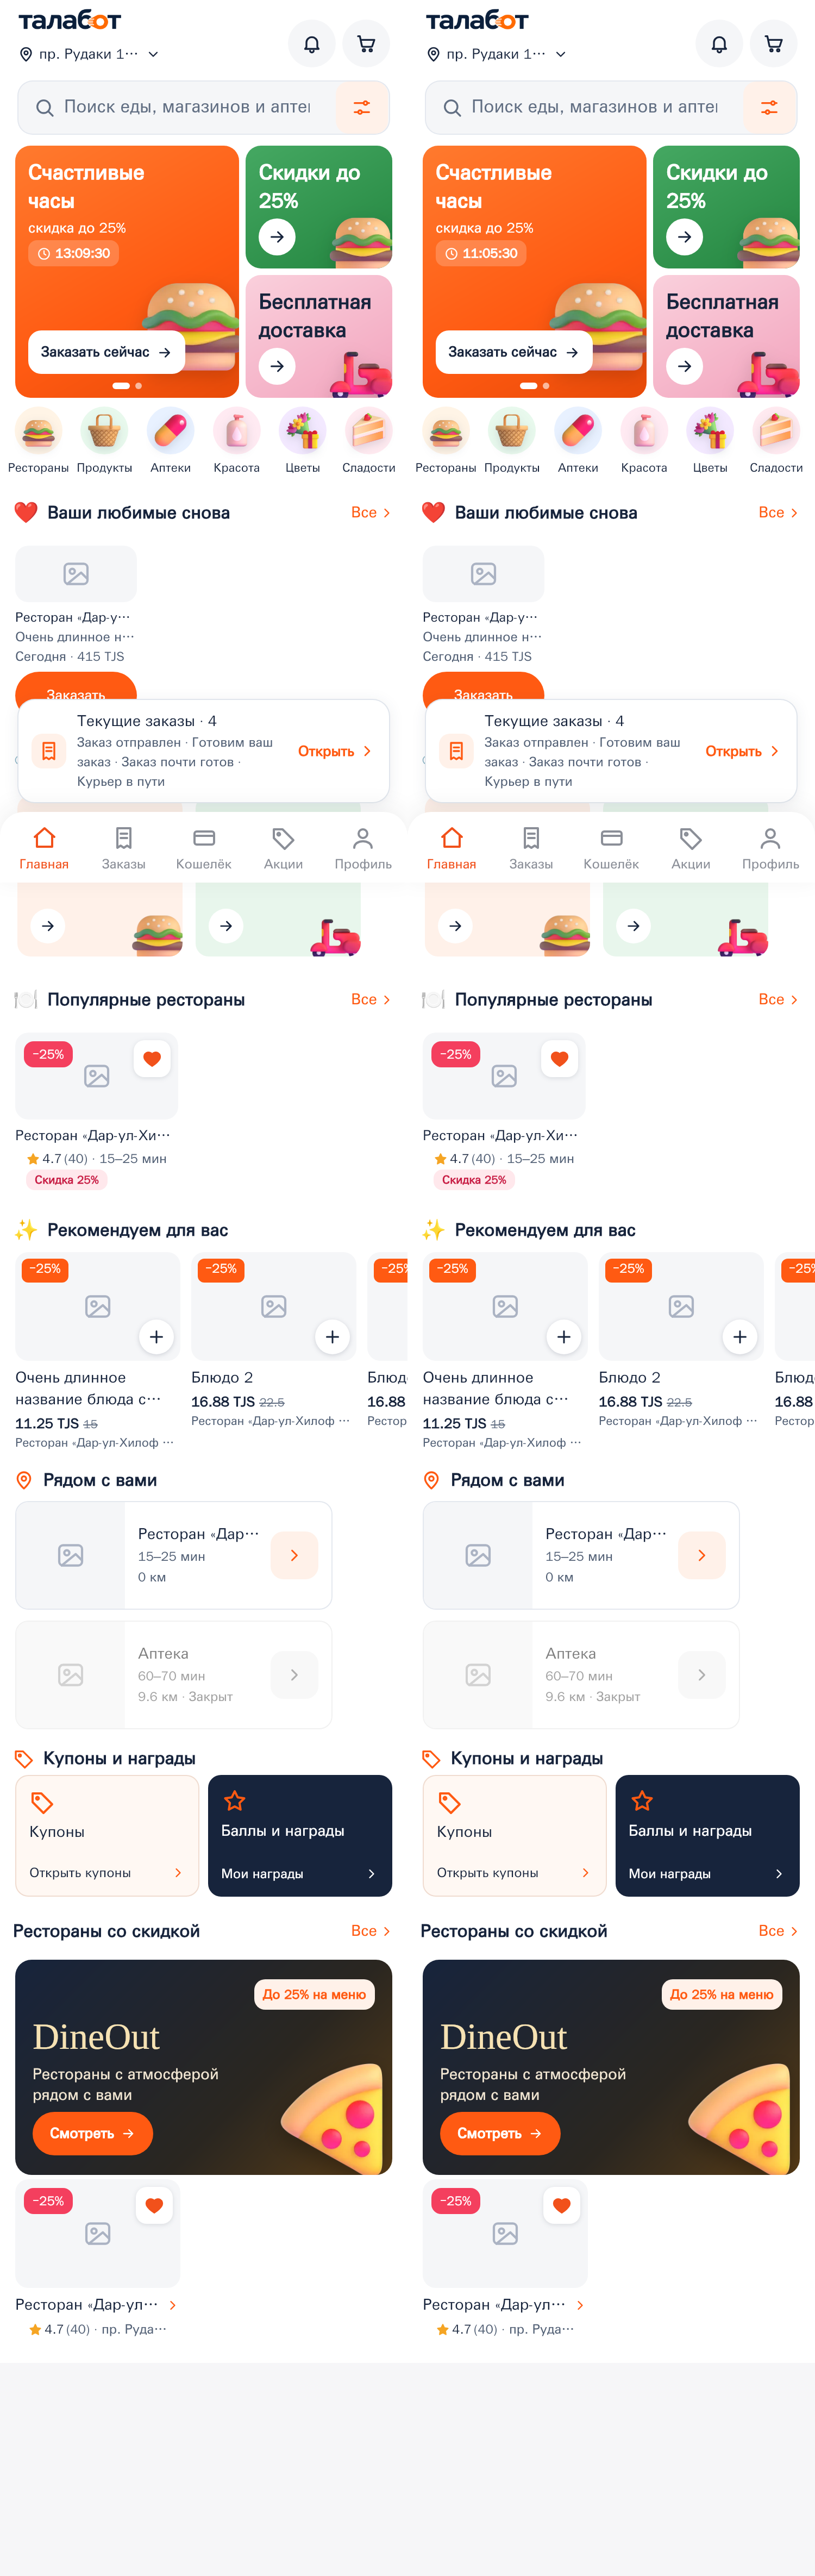 талабот
пр. Рудаки 1···
Поиск еды, магазинов и аптек
Счастливые
часы
скидка до 25%
13:09:30
Заказать сейчас
Скидки до
25%
Бесплатная
доставка
Рестораны Продукты Аптеки Красота Цветы Сладости
Ваши любимые снова
Все
Ресторан «Дар-у···
Очень длинное н···
Сегодня · 415 TJS
Заказать
Текущие заказы · 4
Заказ отправлен · Готовим ваш
заказ · Заказ почти готов ·
Курьер в пути
Открыть
Главная Заказы Кошелёк Акции Профиль
Популярные рестораны
Все
−25%
Ресторан «Дар-ул-Хи···
4.7 (40) · 15–25 мин
Скидка 25%
Рекомендуем для вас
−25%
Очень длинное
название блюда с···
11.25 TJS 15
Ресторан «Дар-ул-Хилоф ···
−25%
Блюдо 2
16.88 TJS 22.5
Ресторан «Дар-ул-Хилоф ···
−25%
16.88
Рядом с вами
Ресторан «Дар···
15–25 мин
0 км
Аптека
60–70 мин
9.6 км · Закрыт
Купоны и награды
Купоны
Открыть купоны
Баллы и награды
Мои награды
Рестораны со скидкой
Все
До 25% на меню
DineOut
Рестораны с атмосферой
рядом с вами
Смотреть
−25%
Ресторан «Дар-ул···
4.7 (40) · пр. Руда···
талабот
пр. Рудаки 1···
Поиск еды, магазинов и аптек
Счастливые
часы
скидка до 25%
11:05:30
Заказать сейчас
Скидки до
25%
Бесплатная
доставка
Рестораны Продукты Аптеки Красота Цветы Сладости
Ваши любимые снова
Все
Ресторан «Дар-у···
Очень длинное н···
Сегодня · 415 TJS
Заказать
Текущие заказы · 4
Заказ отправлен · Готовим ваш
заказ · Заказ почти готов ·
Курьер в пути
Открыть
Главная Заказы Кошелёк Акции Профиль
Популярные рестораны
Все
−25%
Ресторан «Дар-ул-Хи···
4.7 (40) · 15–25 мин
Скидка 25%
Рекомендуем для вас
−25%
Очень длинное
название блюда с···
11.25 TJS 15
Ресторан «Дар-ул-Хилоф ···
−25%
Блюдо 2
16.88 TJS 22.5
Ресторан «Дар-ул-Хилоф ···
−25%
16.88
Рядом с вами
Ресторан «Дар···
15–25 мин
0 км
Аптека
60–70 мин
9.6 км · Закрыт
Купоны и награды
Купоны
Открыть купоны
Баллы и награды
Мои награды
Рестораны со скидкой
Все
До 25% на меню
DineOut
Рестораны с атмосферой
рядом с вами
Смотреть
−25%
Ресторан «Дар-ул···
4.7 (40) · пр. Руда···